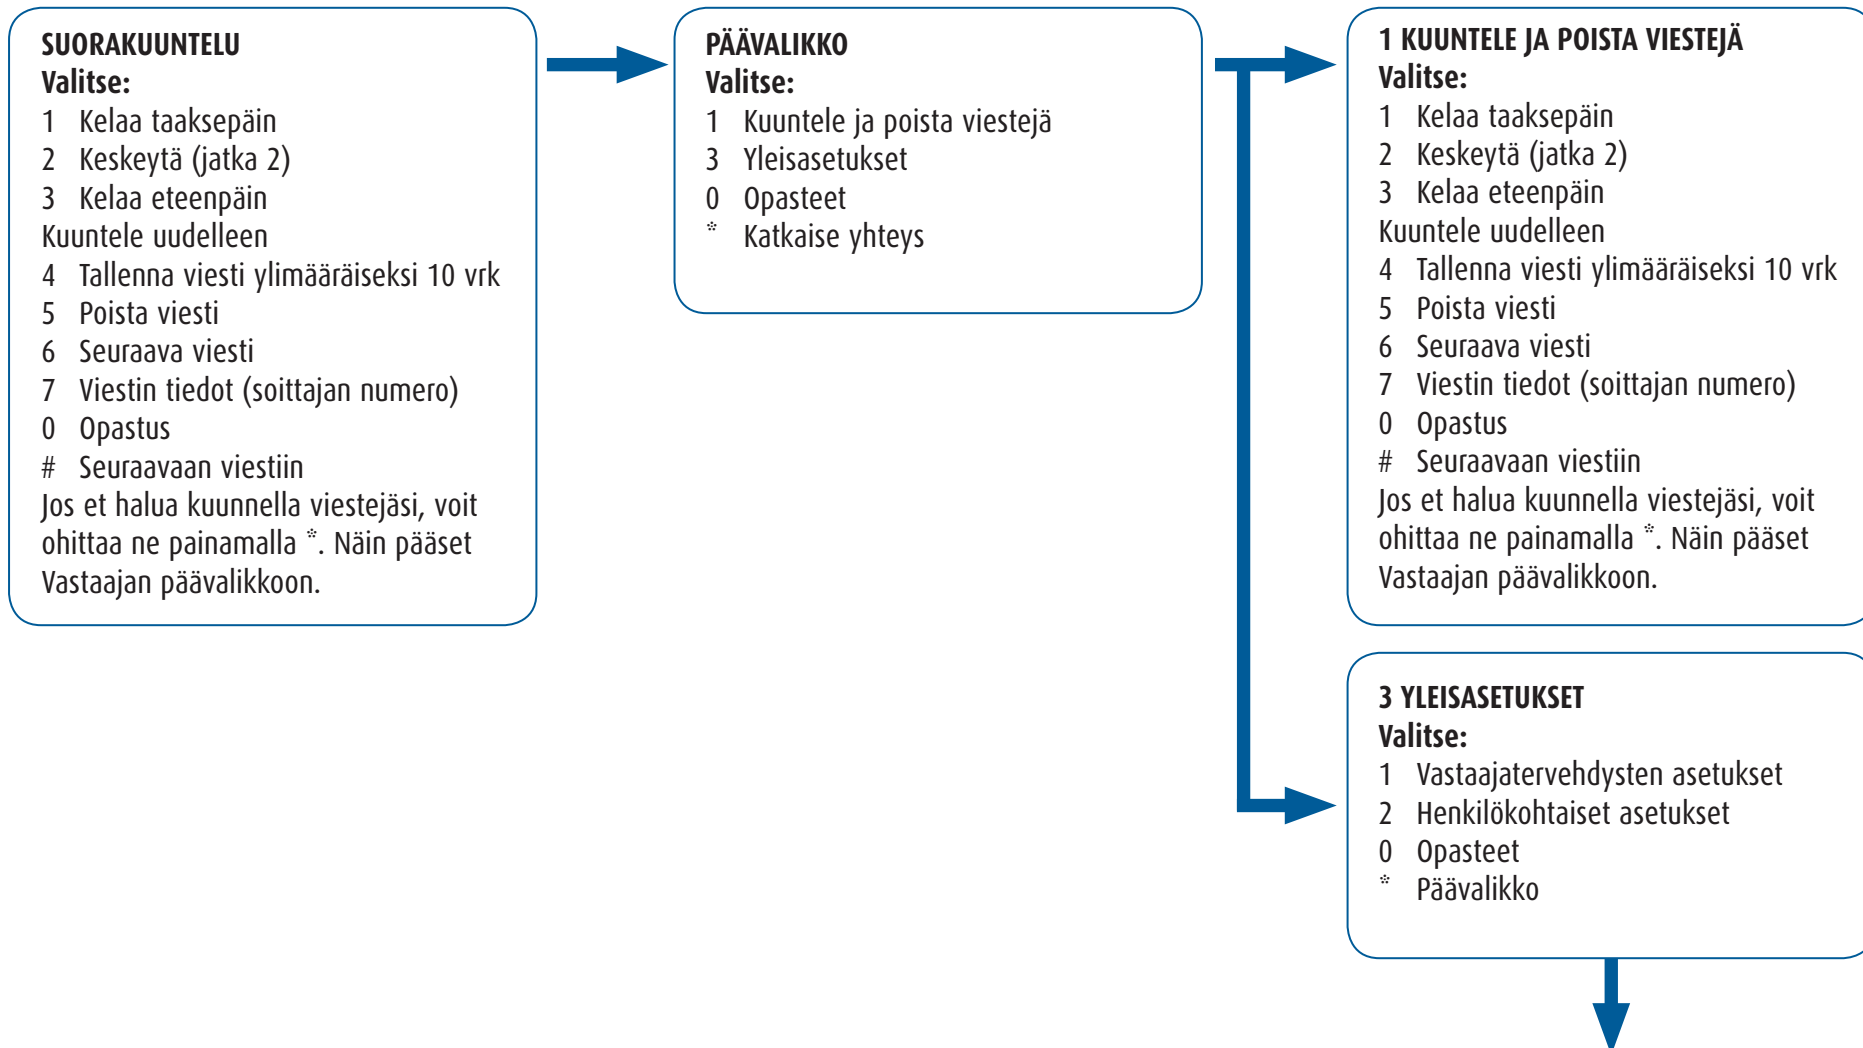 SUORAKUUNTELU
Valitse:
1 Kelaa taaksepäin
2 Keskeytä (jatka 2)
3 Kelaa eteenpäin
Kuuntele uudelleen
4 Tallenna viesti ylimääräiseksi 10 vrk
5 Poista viesti
6 Seuraava viesti
7 Viestin tiedot (soittajan numero)
0 Opastus
# Seuraavaan viestiin
Jos et halua kuunnella viestejäsi, voit
ohittaa ne painamalla *. Näin pääset
Vastaajan päävalikkoon.
PÄÄVALIKKO
Valitse:
1 Kuuntele ja poista viestejä
3 Yleisasetukset
0 Opasteet
* Katkaise yhteys
1 KUUNTELE JA POISTA VIESTEJÄ
Valitse:
1 Kelaa taaksepäin
2 Keskeytä (jatka 2)
3 Kelaa eteenpäin
Kuuntele uudelleen
4 Tallenna viesti ylimääräiseksi 10 vrk
5 Poista viesti
6 Seuraava viesti
7 Viestin tiedot (soittajan numero)
0 Opastus
# Seuraavaan viestiin
Jos et halua kuunnella viestejäsi, voit
ohittaa ne painamalla *. Näin pääset
Vastaajan päävalikkoon.
3 YLEISASETUKSET
Valitse:
1 Vastaajatervehdysten asetukset
2 Henkilökohtaiset asetukset
0 Opasteet
* Päävalikko